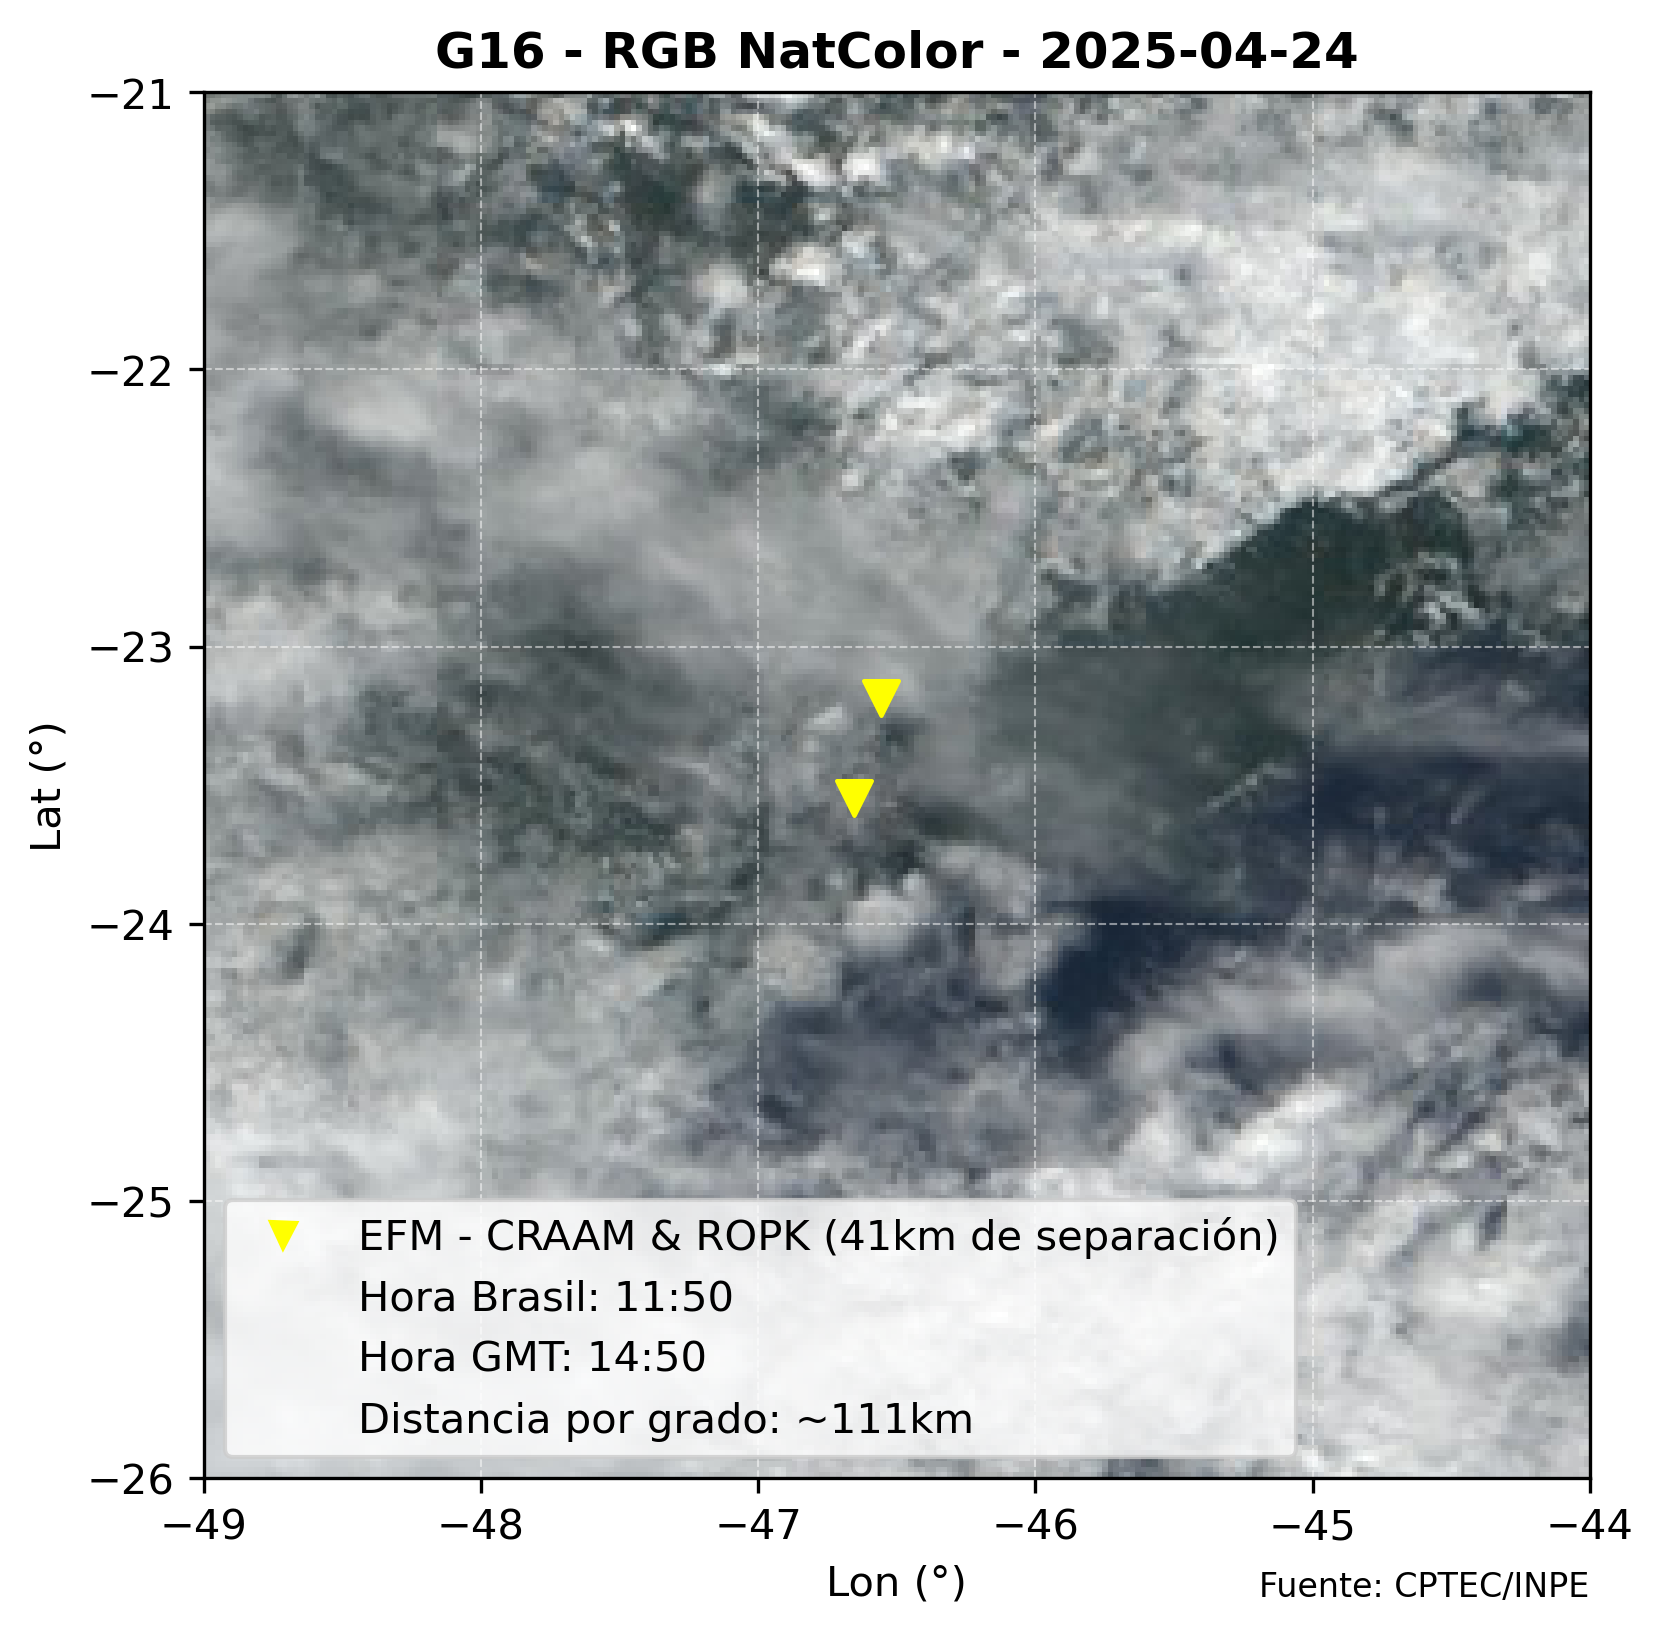 G16 - RGB NatColor - 2025-04-24
−21
−22
−23
−24
−25
−26
Lat (°)
EFM - CRAAM & ROPK (41km de separación)
Hora Brasil: 11:50
Hora GMT: 14:50
Distancia por grado: ~111km
−49 −48 −47 −46 −45 −44
Lon (°)
Fuente: CPTEC/INPE